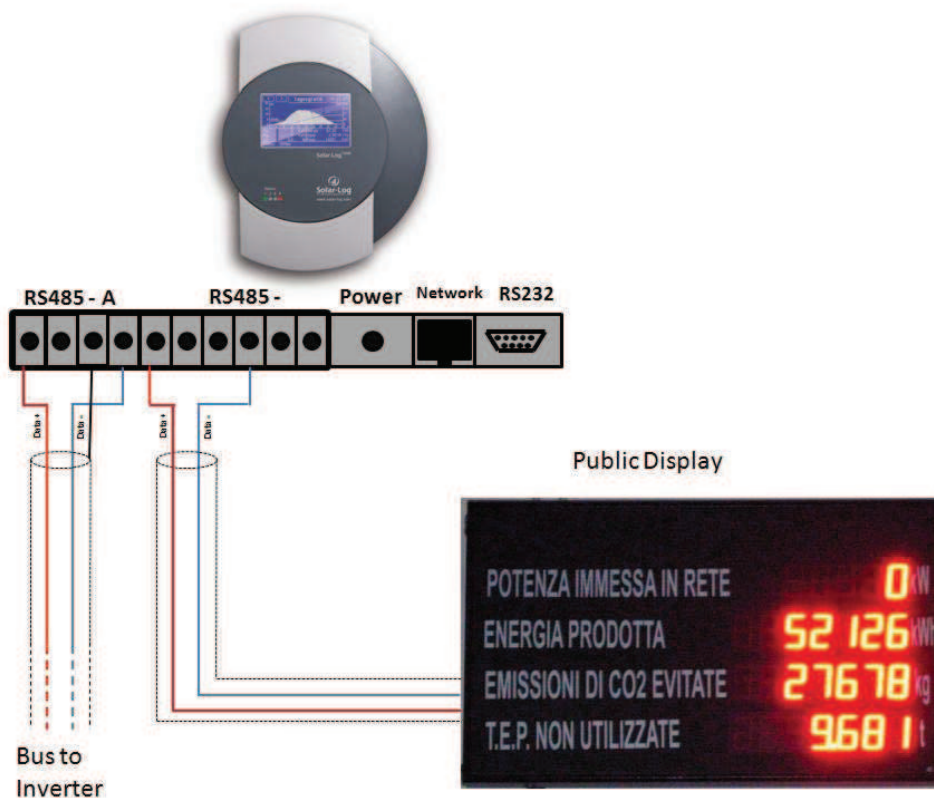 Solar-Log
RS485 - A
RS485 -
Power
Network
RS232
Data +
Data -
Data +
Data -
Public Display
POTENZA IMMESSA IN RETE 0 kW
ENERGIA PRODOTTA 52126 kWh
EMISSIONI DI CO2 EVITATE 27678 kg
T.E.P. NON UTILIZZATE 9.681 t
Bus to
Inverter